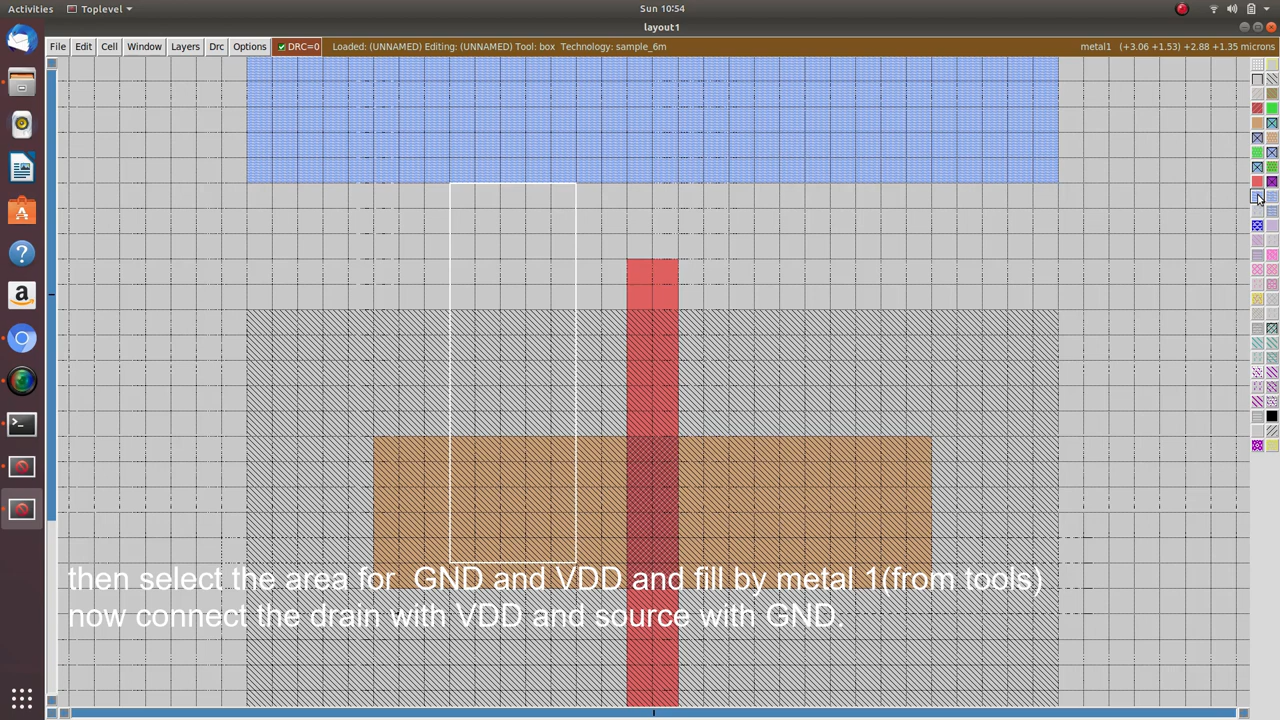 Activities Toplevel Sun 10:54
layout1
File Edit Cell Window Layers Drc Options DRC=0 Loaded: (UNNAMED) Editing: (UNNAMED) Tool: box Technology: sample_6m metal1 (+3.06 +1.53) +2.88 +1.35 microns
then select the area for GND and VDD and fill by metal 1(from tools)
now connect the drain with VDD and source with GND.